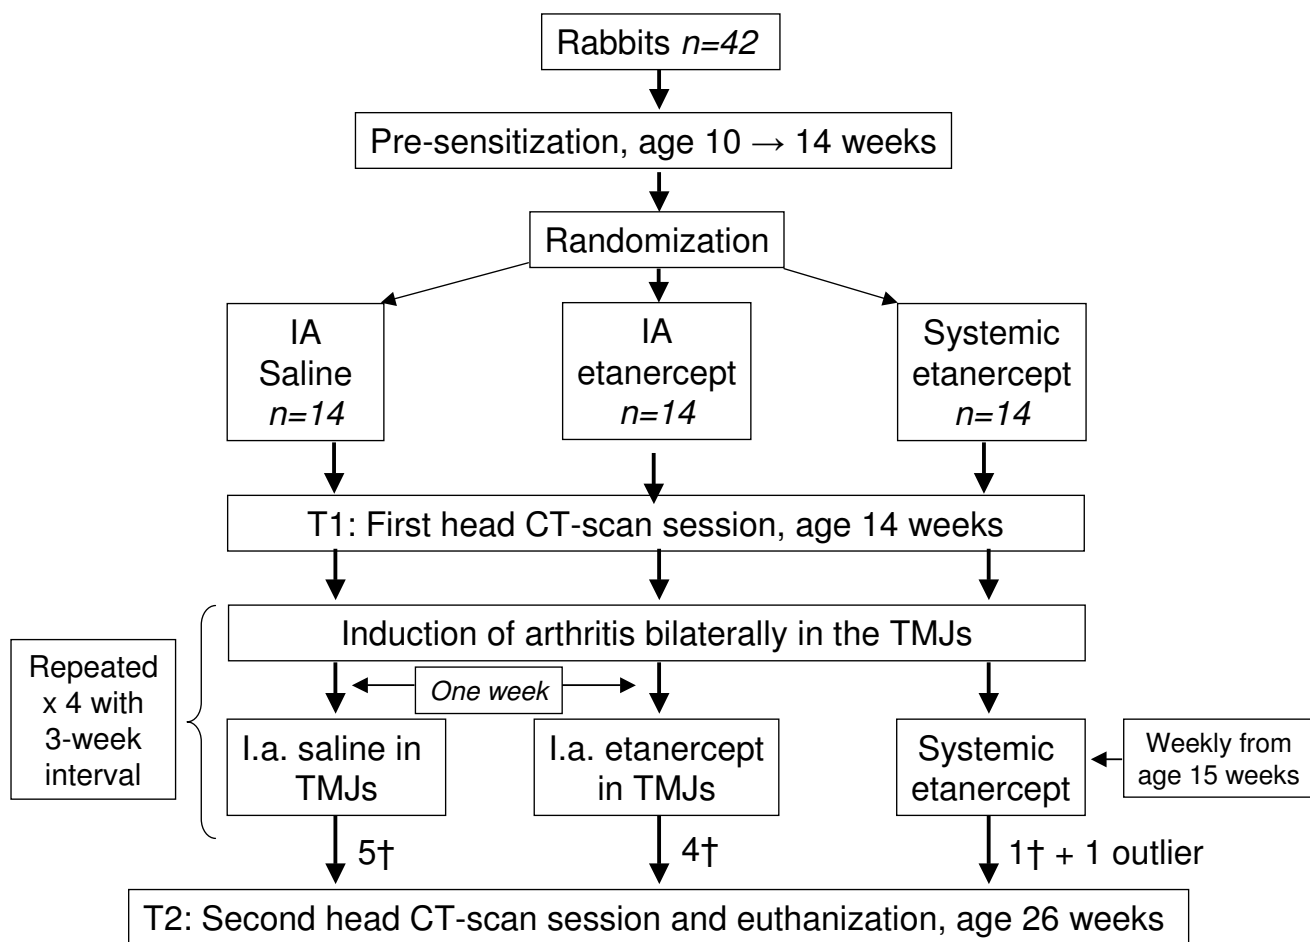 Rabbits n=42
Pre-sensitization, age 10 → 14 weeks
Randomization
IA
Saline
n=14
IA
etanercept
n=14
Systemic
etanercept
n=14
T1: First head CT-scan session, age 14 weeks
Induction of arthritis bilaterally in the TMJs
Repeated
x 4 with
3-week
interval
One week
I.a. saline in
TMJs
I.a. etanercept
in TMJs
Systemic
etanercept
Weekly from
age 15 weeks
5†
4†
1† + 1 outlier
T2: Second head CT-scan session and euthanization, age 26 weeks